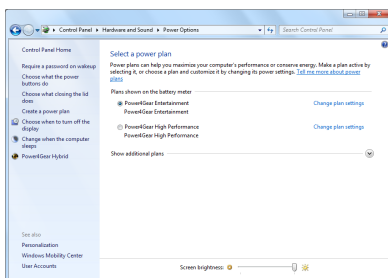 Control Panel ▸ Hardware and Sound ▸ Power Options
Search Control Panel
Control Panel Home
Require a password on wakeup
Choose what the power
buttons do
Choose what closing the lid
does
Create a power plan
Choose when to turn off the
display
Change when the computer
sleeps
Power4Gear Hybrid
See also
Personalization
Windows Mobility Center
User Accounts
Select a power plan
Power plans can help you maximize your computer's performance or conserve energy. Make a plan active by
selecting it, or choose a plan and customize it by changing its power settings. Tell me more about power
plans
Plans shown on the battery meter
Power4Gear Entertainment
Change plan settings
Power4Gear Entertainment
Power4Gear High Performance
Change plan settings
Power4Gear High Performance
Show additional plans
Screen brightness: